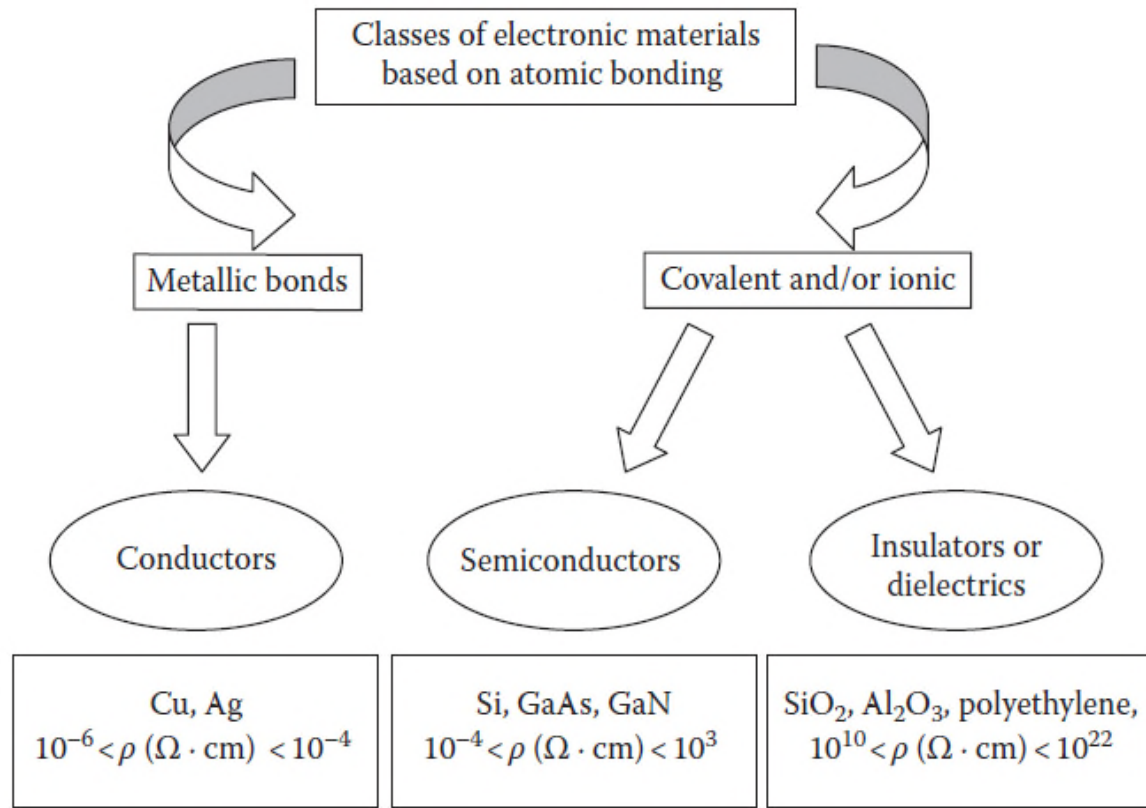 Classes of electronic materials
based on atomic bonding
Metallic bonds
Covalent and/or ionic
Conductors
Semiconductors
Insulators or
dielectrics
Cu, Ag
10⁻⁶ < ρ (Ω · cm) < 10⁻⁴
Si, GaAs, GaN
10⁻⁴ < ρ (Ω · cm) < 10³
SiO₂, Al₂O₃, polyethylene,
10¹⁰ < ρ (Ω · cm) < 10²²